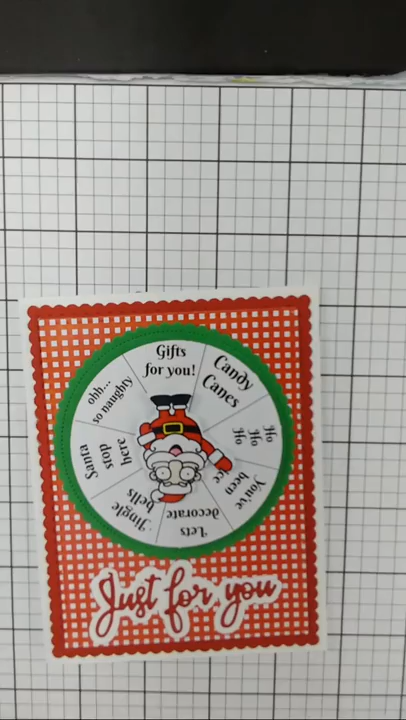 Gifts
for you!
Candy
Canes
Ho
Ho
Ho
You've
been
Lets
decorate
Jingle
bells
Santa
stop
here
ohh...
so naughty
Just for you